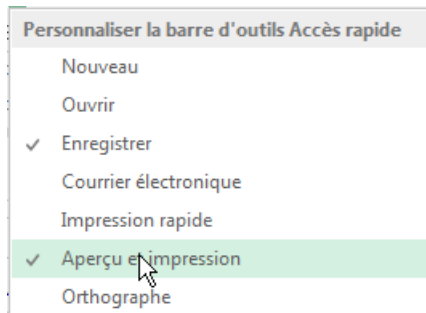 Personnaliser la barre d'outils Accès rapide
Nouveau
Ouvrir
Enregistrer
Courrier électronique
Impression rapide
Aperçu et impression
Orthographe